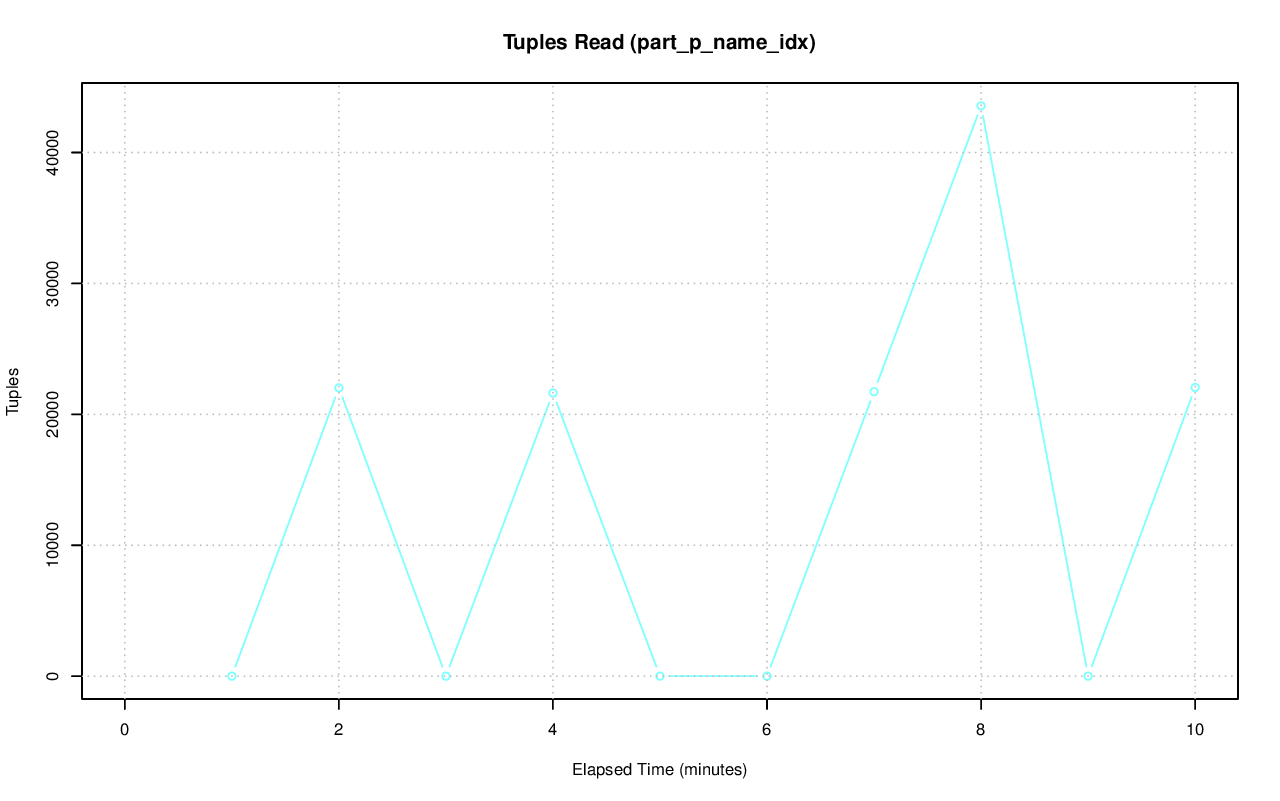 Tuples Read (part_p_name_idx)
Tuples
40000
30000
20000
10000
0
0 2 4 6 8 10
Elapsed Time (minutes)